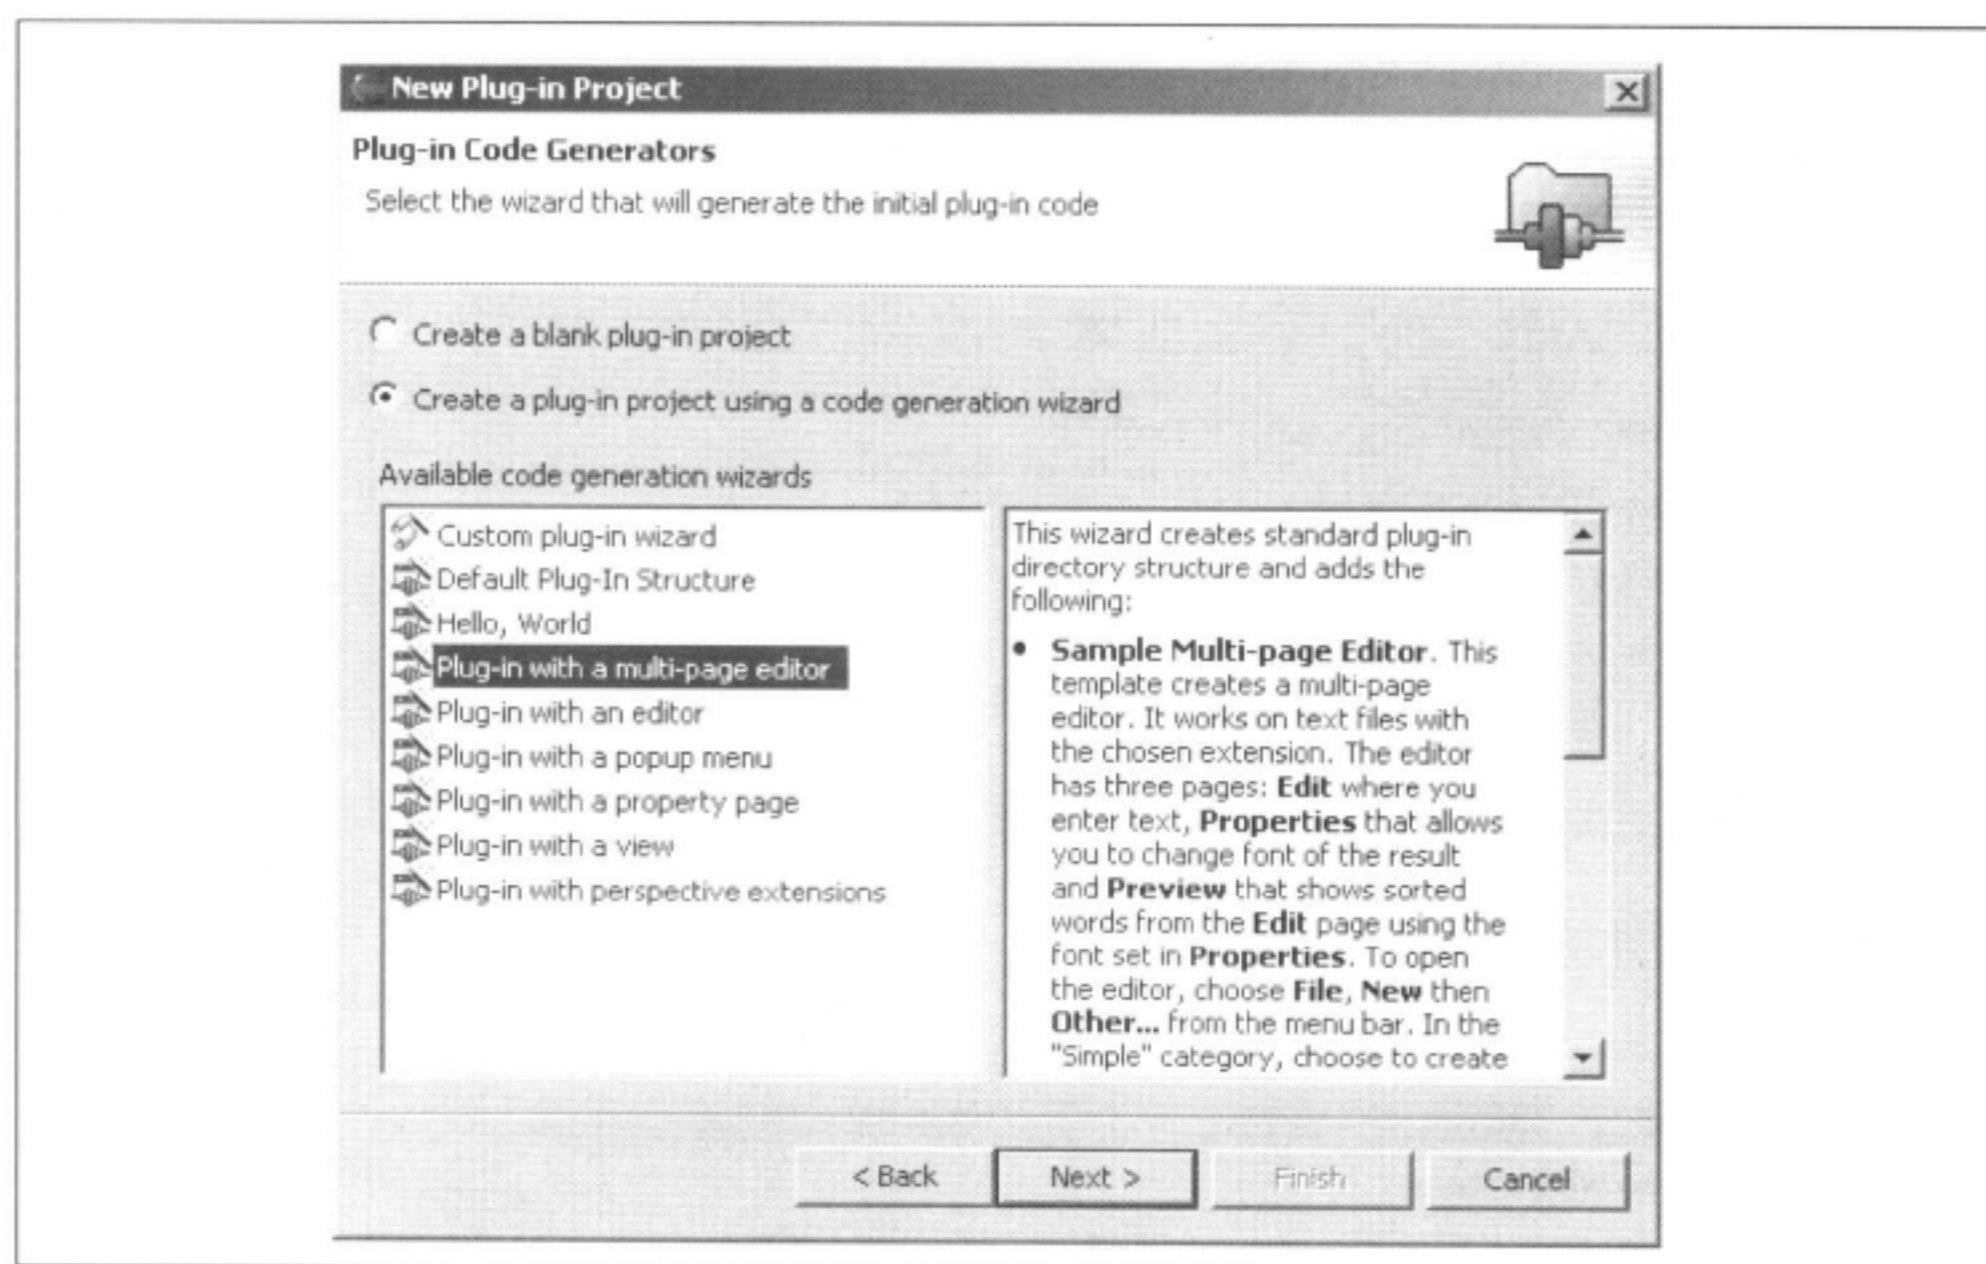 New Plug-in Project
Plug-in Code Generators
Select the wizard that will generate the initial plug-in code
Create a blank plug-in project
Create a plug-in project using a code generation wizard
Available code generation wizards
Custom plug-in wizard
Default Plug-In Structure
Hello, World
Plug-in with a multi-page editor
Plug-in with an editor
Plug-in with a popup menu
Plug-in with a property page
Plug-in with a view
Plug-in with perspective extensions
This wizard creates standard plug-in
directory structure and adds the
following:
• Sample Multi-page Editor. This
template creates a multi-page
editor. It works on text files with
the chosen extension. The editor
has three pages: Edit where you
enter text, Properties that allows
you to change font of the result
and Preview that shows sorted
words from the Edit page using the
font set in Properties. To open
the editor, choose File, New then
Other... from the menu bar. In the
"Simple" category, choose to create
< Back
Next >
Finish
Cancel